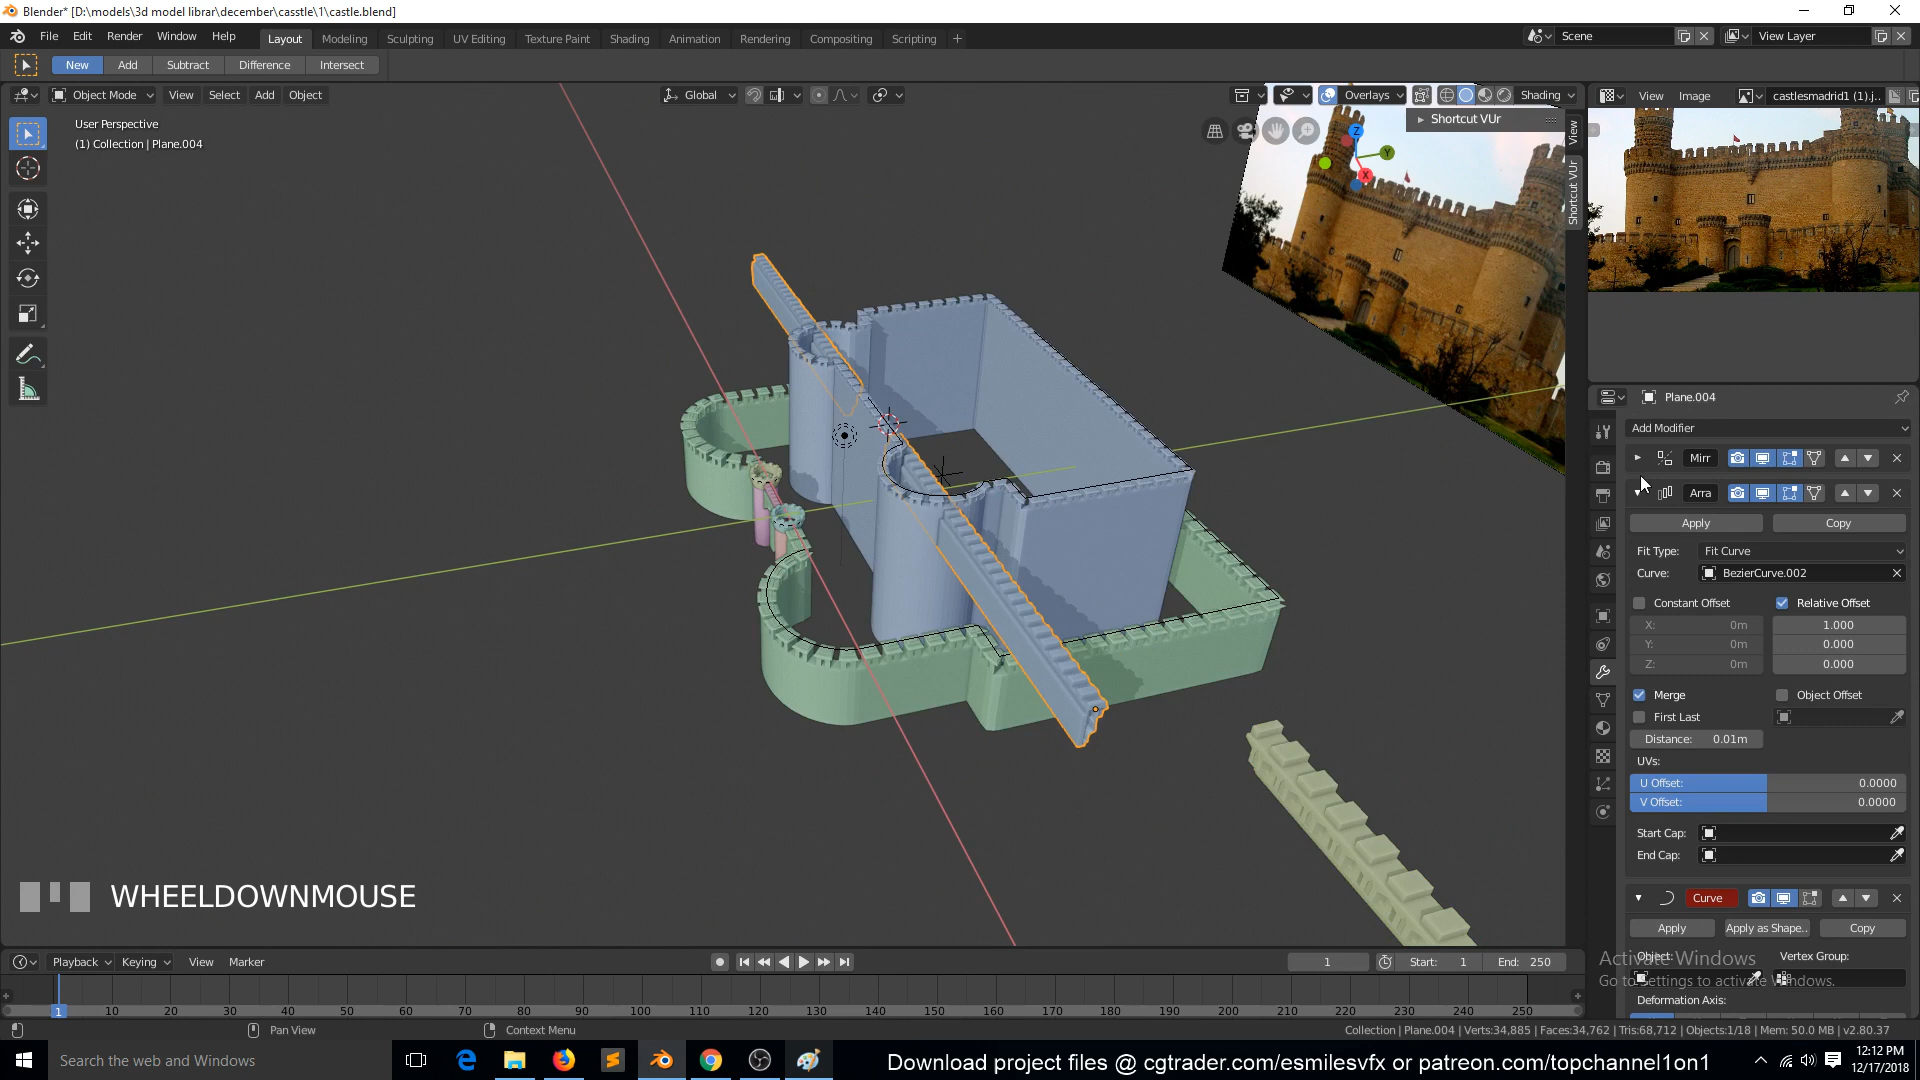 Blender* [D:\models\3d model librar\december\casstle\1\castle.blend]
File Edit Render Window Help Layout Modeling Sculpting UV Editing Texture Paint Shading Animation Rendering Compositing Scripting + Scene View Layer
New Add Subtract Difference Intersect
Object Mode View Select Add Object Global Overlays Shading View Image castlesmadrid1 (1).j..
User Perspective
(1) Collection | Plane.004
Shortcut VUr
View
Shortcut VUr
Z
Y
X
Plane.004
Add Modifier
Mirr
Arra
Apply Copy
Fit Type: Fit Curve
Curve: BezierCurve.002
Constant Offset Relative Offset
X: 0m 1.000
Y: 0m 0.000
Z: 0m 0.000
Merge Object Offset
First Last
Distance: 0.01m
UVs:
U Offset: 0.0000
V Offset: 0.0000
Start Cap:
End Cap:
Curve
Apply Apply as Shape.. Copy
Object: Vertex Group:
Activate Windows
Go to Settings to activate Windows.
Deformation Axis:
WHEELDOWNMOUSE
Playback Keying View Marker 1 Start: 1 End: 250
1 10 20 30 40 50 60 70 80 90 100 110 120 130 140 150 160 170 180 190 200 210 220 230 240 250
Pan View Context Menu Collection | Plane.004 | Verts:34,885 | Faces:34,762 | Tris:68,712 | Objects:1/18 | Mem: 50.0 MB | v2.80.37
Search the web and Windows
Download project files @ cgtrader.com/esmilesvfx or patreon.com/topchannel1on1
12:12 PM
12/17/2018